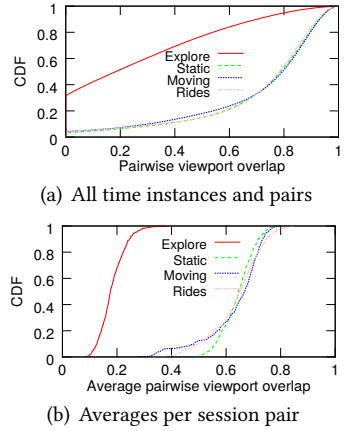 1
0.8
0.6
0.4
0.2
0
CDF
Explore
Static
Moving
Rides
0 0.2 0.4 0.6 0.8 1
Pairwise viewport overlap
(a) All time instances and pairs
1
0.8
0.6
0.4
0.2
0
CDF
Explore
Static
Moving
Rides
0 0.2 0.4 0.6 0.8 1
Average pairwise viewport overlap
(b) Averages per session pair